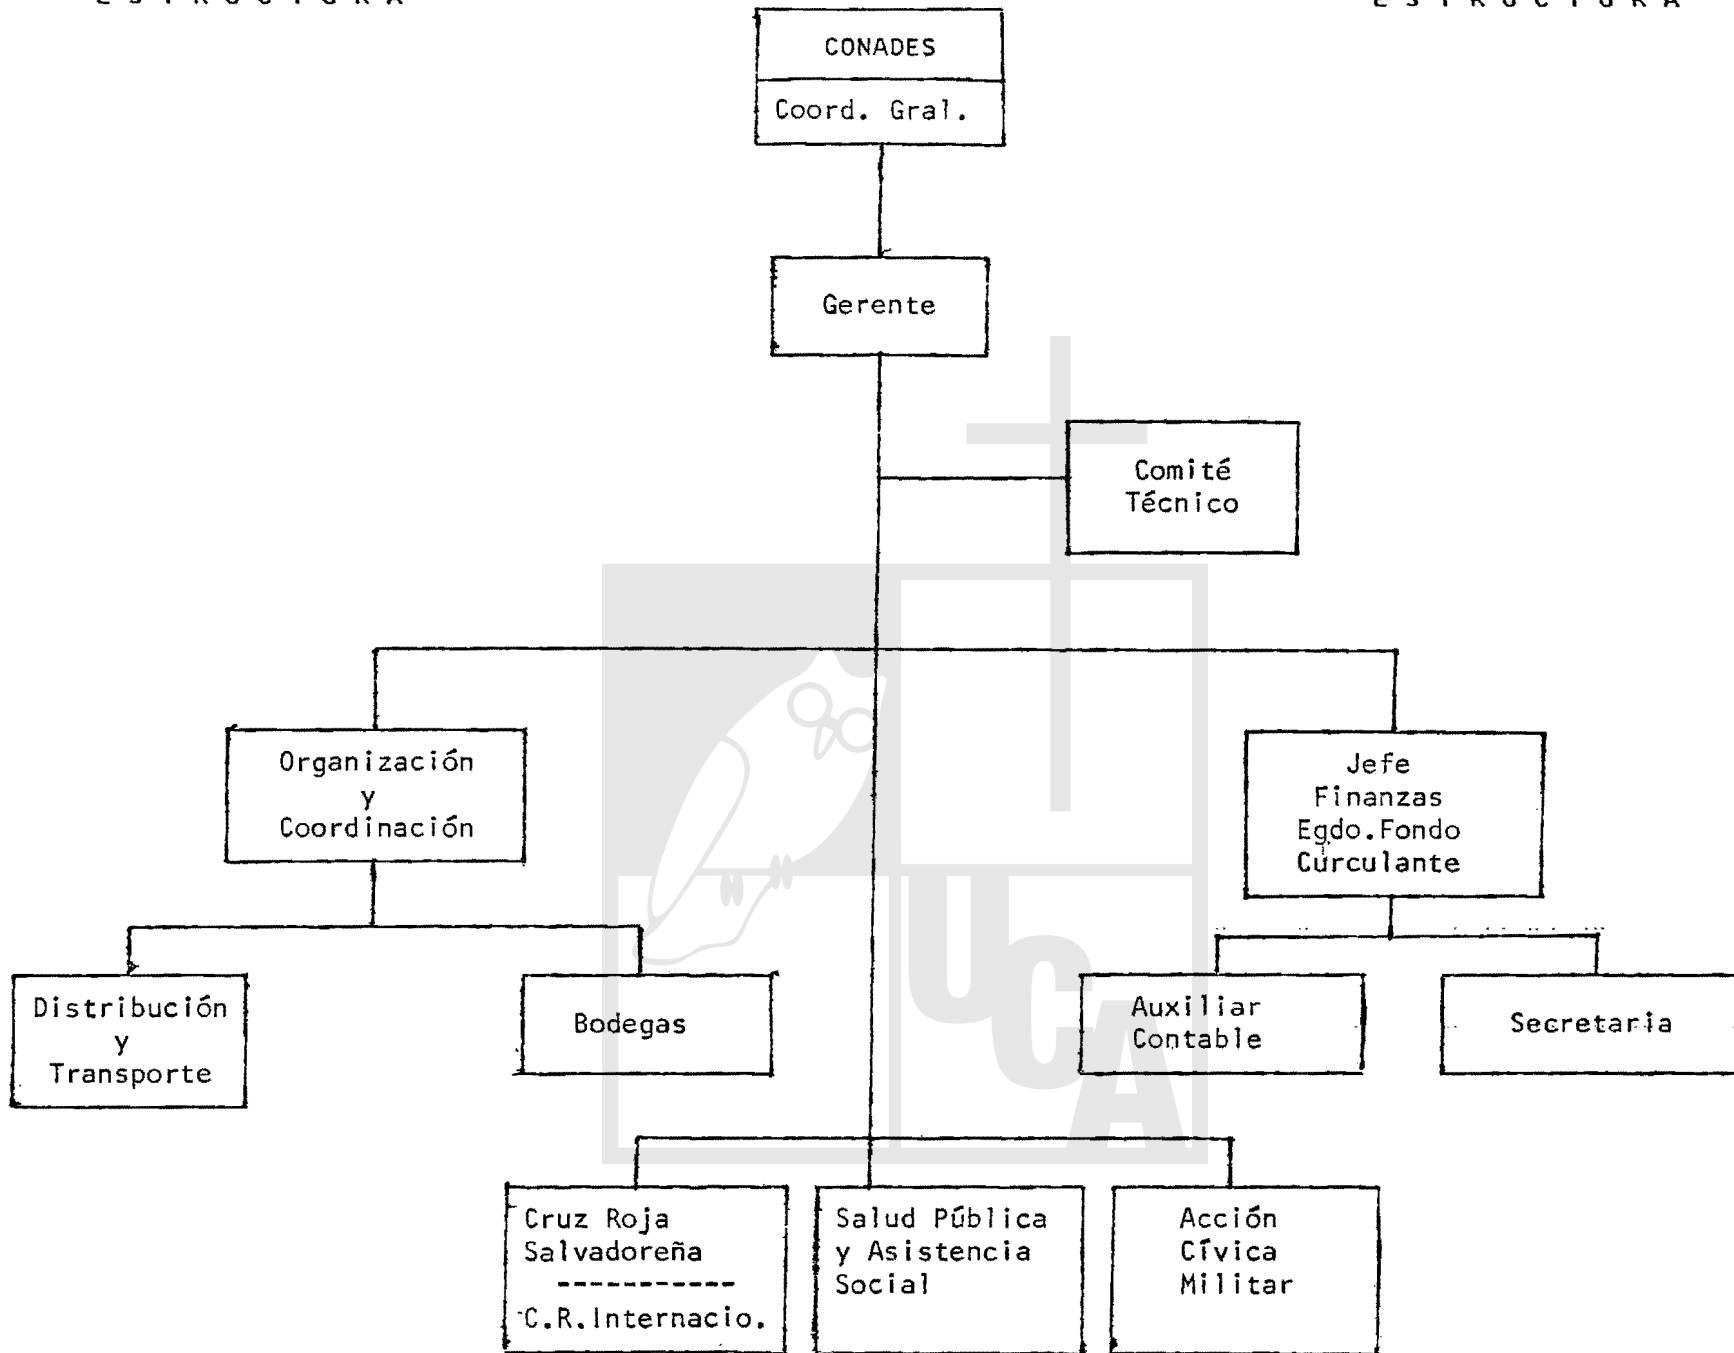 E S T R U C T U R A
E S T R U C T U R A
CONADES
Coord. Gral.
Gerente
Comité
Técnico
Organización
y
Coordinación
Jefe
Finanzas
Egdo.Fondo
Curculante
Distribución
y
Transporte
Bodegas
Auxiliar
Contable
Secretaria
Cruz Roja
Salvadoreña
-----------
C.R.Internacio.
Salud Pública
y Asistencia
Social
Acción
Cívica
Militar
UCA